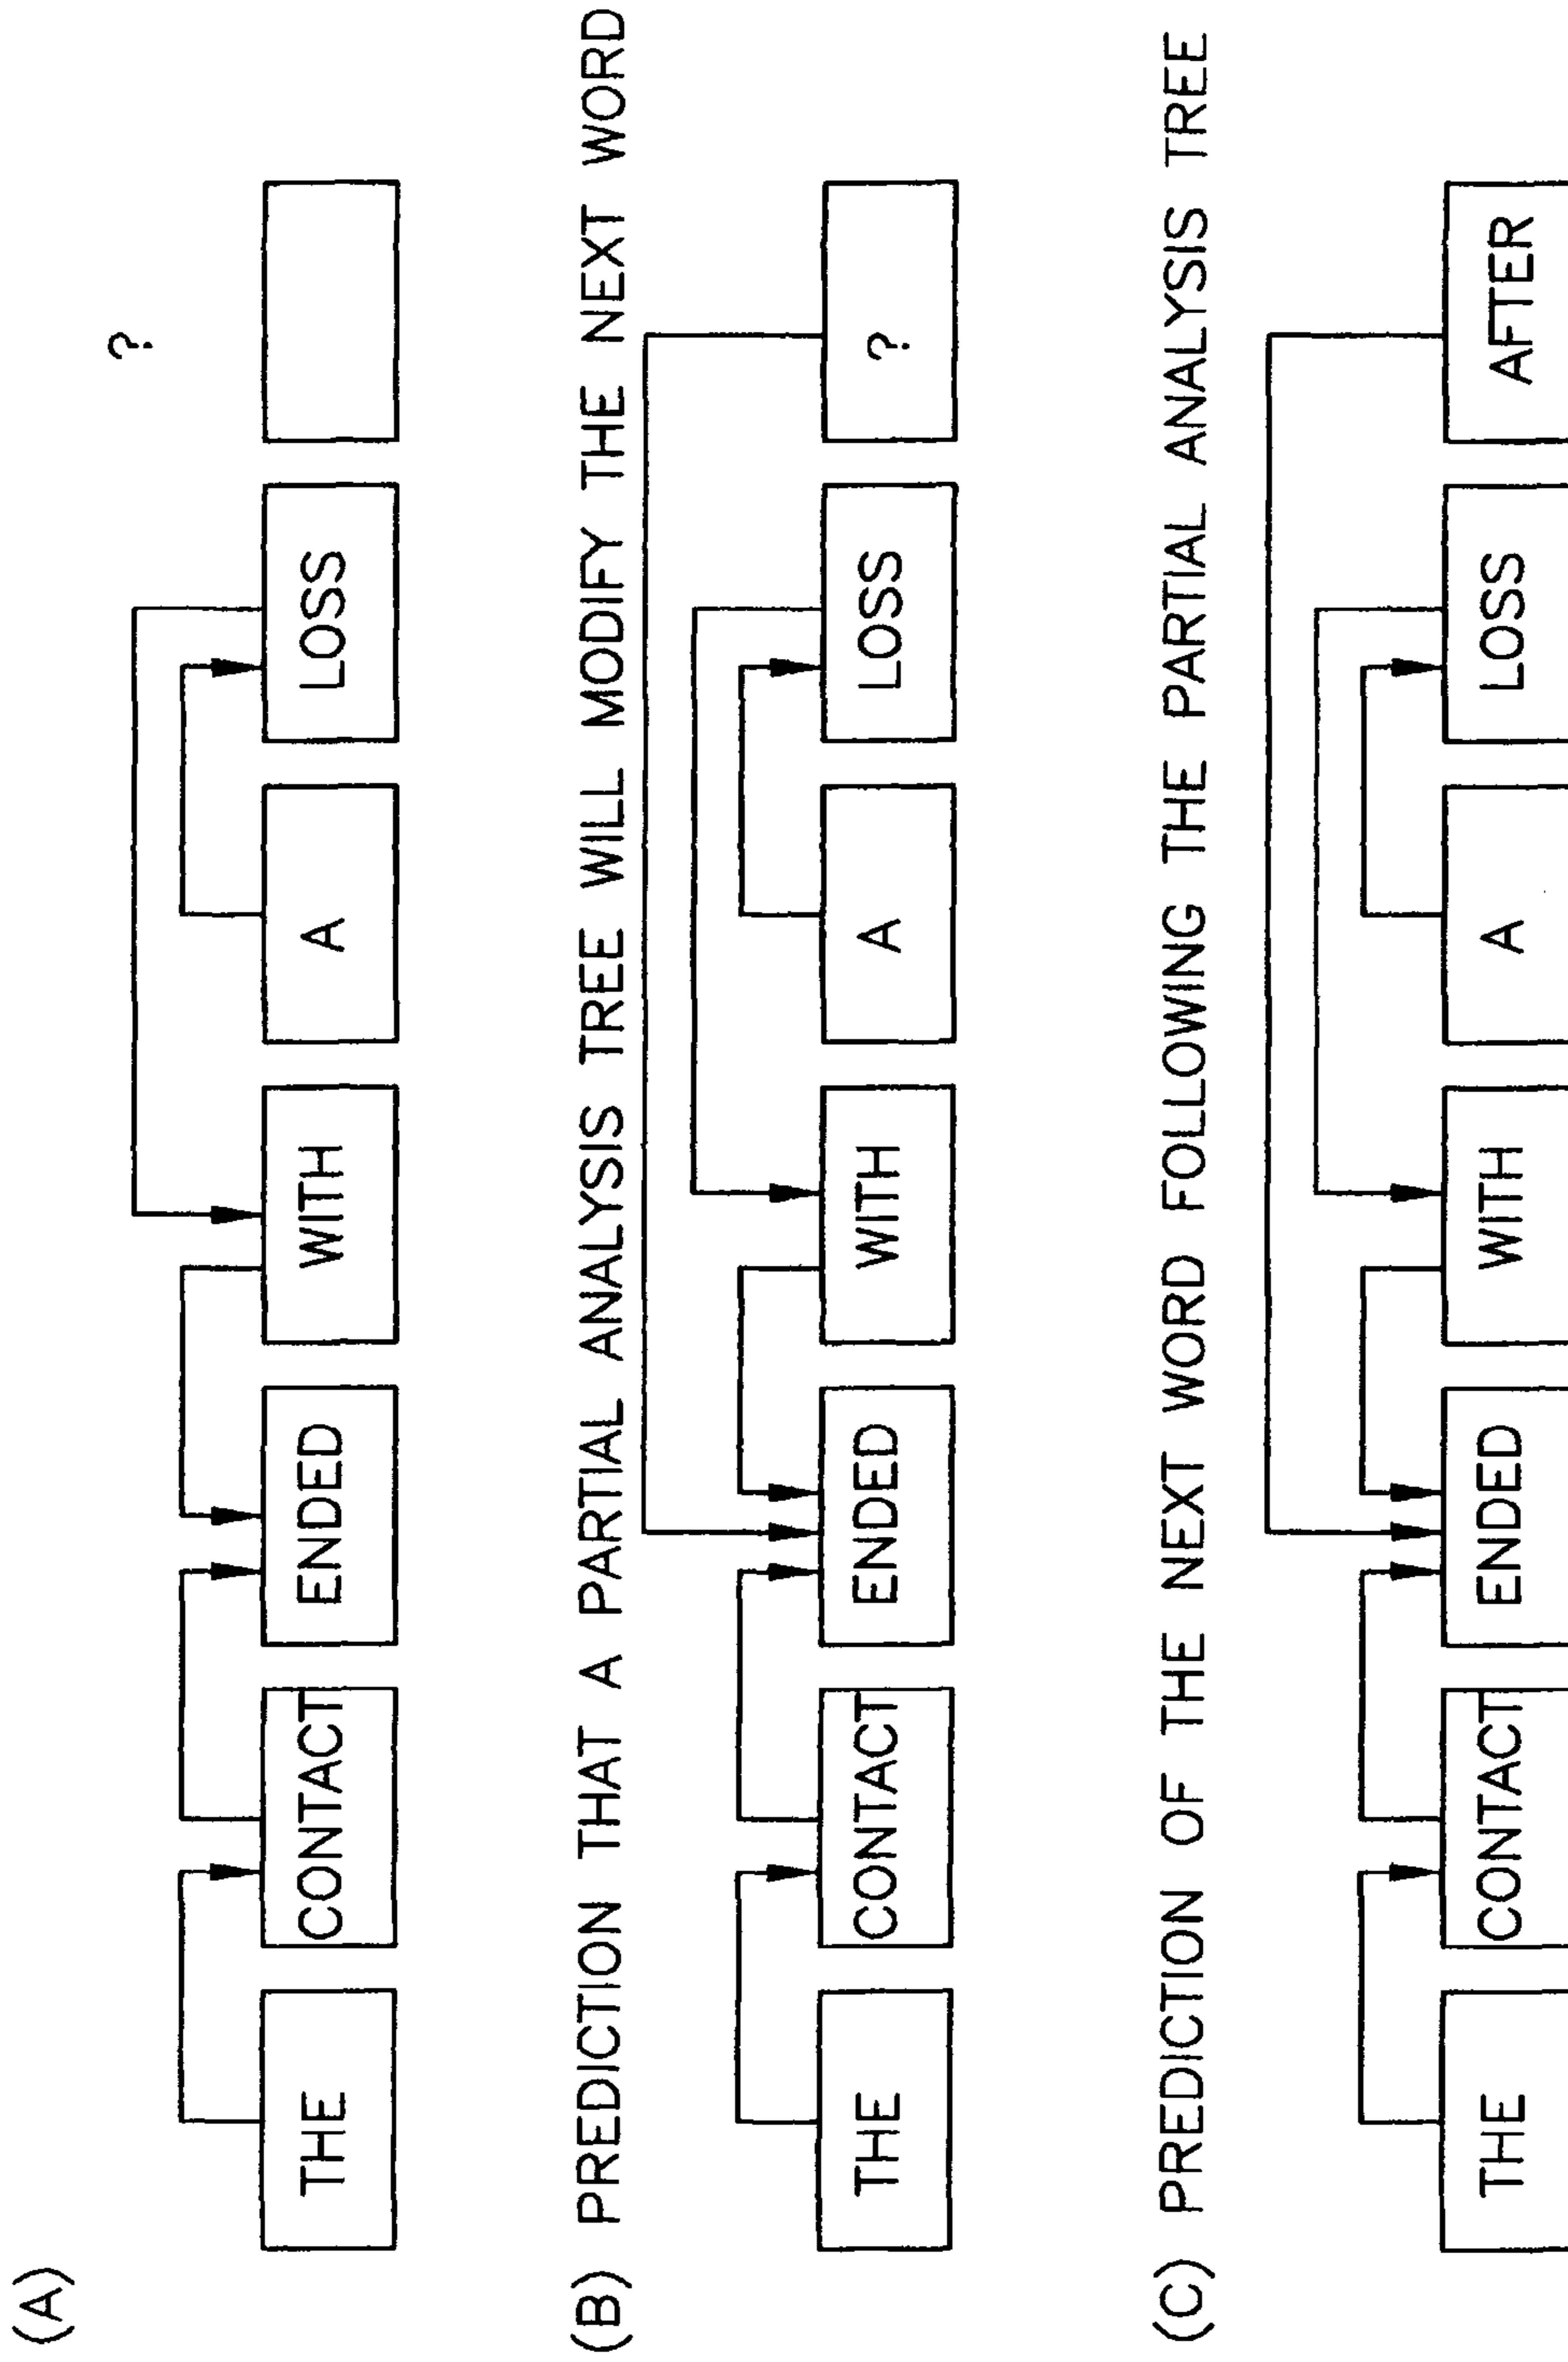 (A)
?
THE CONTACT ENDED WITH A LOSS
(B) PREDICTION THAT A PARTIAL ANALYSIS TREE WILL MODIFY THE NEXT WORD
THE CONTACT ENDED WITH A LOSS ?
(C) PREDICTION OF THE NEXT WORD FOLLOWING THE PARTIAL ANALYSIS TREE
THE CONTACT ENDED WITH A LOSS AFTER